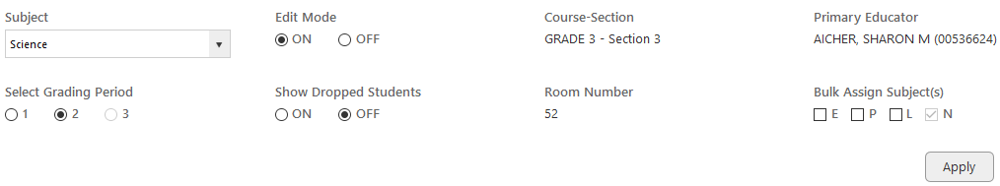 Subject Edit Mode Course-Section Primary Educator
Science ON OFF GRADE 3 - Section 3 AICHER, SHARON M (00536624)
Select Grading Period Show Dropped Students Room Number Bulk Assign Subject(s)
1 2 3 ON OFF 52 E P L N
Apply